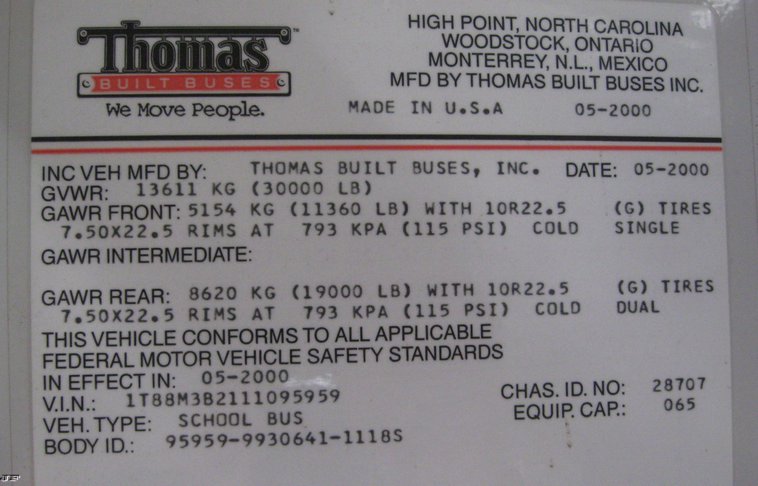 Thomas
BUILT BUSES
We Move People.
HIGH POINT, NORTH CAROLINA
WOODSTOCK, ONTARIO
MONTERREY, N.L., MEXICO
MFD BY THOMAS BUILT BUSES INC.
MADE IN U.S.A 05-2000
INC VEH MFD BY: THOMAS BUILT BUSES, INC. DATE: 05-2000
GVWR: 13611 KG (30000 LB)
GAWR FRONT: 5154 KG (11360 LB) WITH 10R22.5 (G) TIRES
7.50X22.5 RIMS AT 793 KPA (115 PSI) COLD SINGLE
GAWR INTERMEDIATE:
GAWR REAR: 8620 KG (19000 LB) WITH 10R22.5 (G) TIRES
7.50X22.5 RIMS AT 793 KPA (115 PSI) COLD DUAL
THIS VEHICLE CONFORMS TO ALL APPLICABLE
FEDERAL MOTOR VEHICLE SAFETY STANDARDS
IN EFFECT IN: 05-2000
V.I.N.: 1T88M3B2111095959
CHAS. ID. NO: 28707
VEH. TYPE: SCHOOL BUS
EQUIP. CAP.: 065
BODY ID.: 95959-9930641-1118S